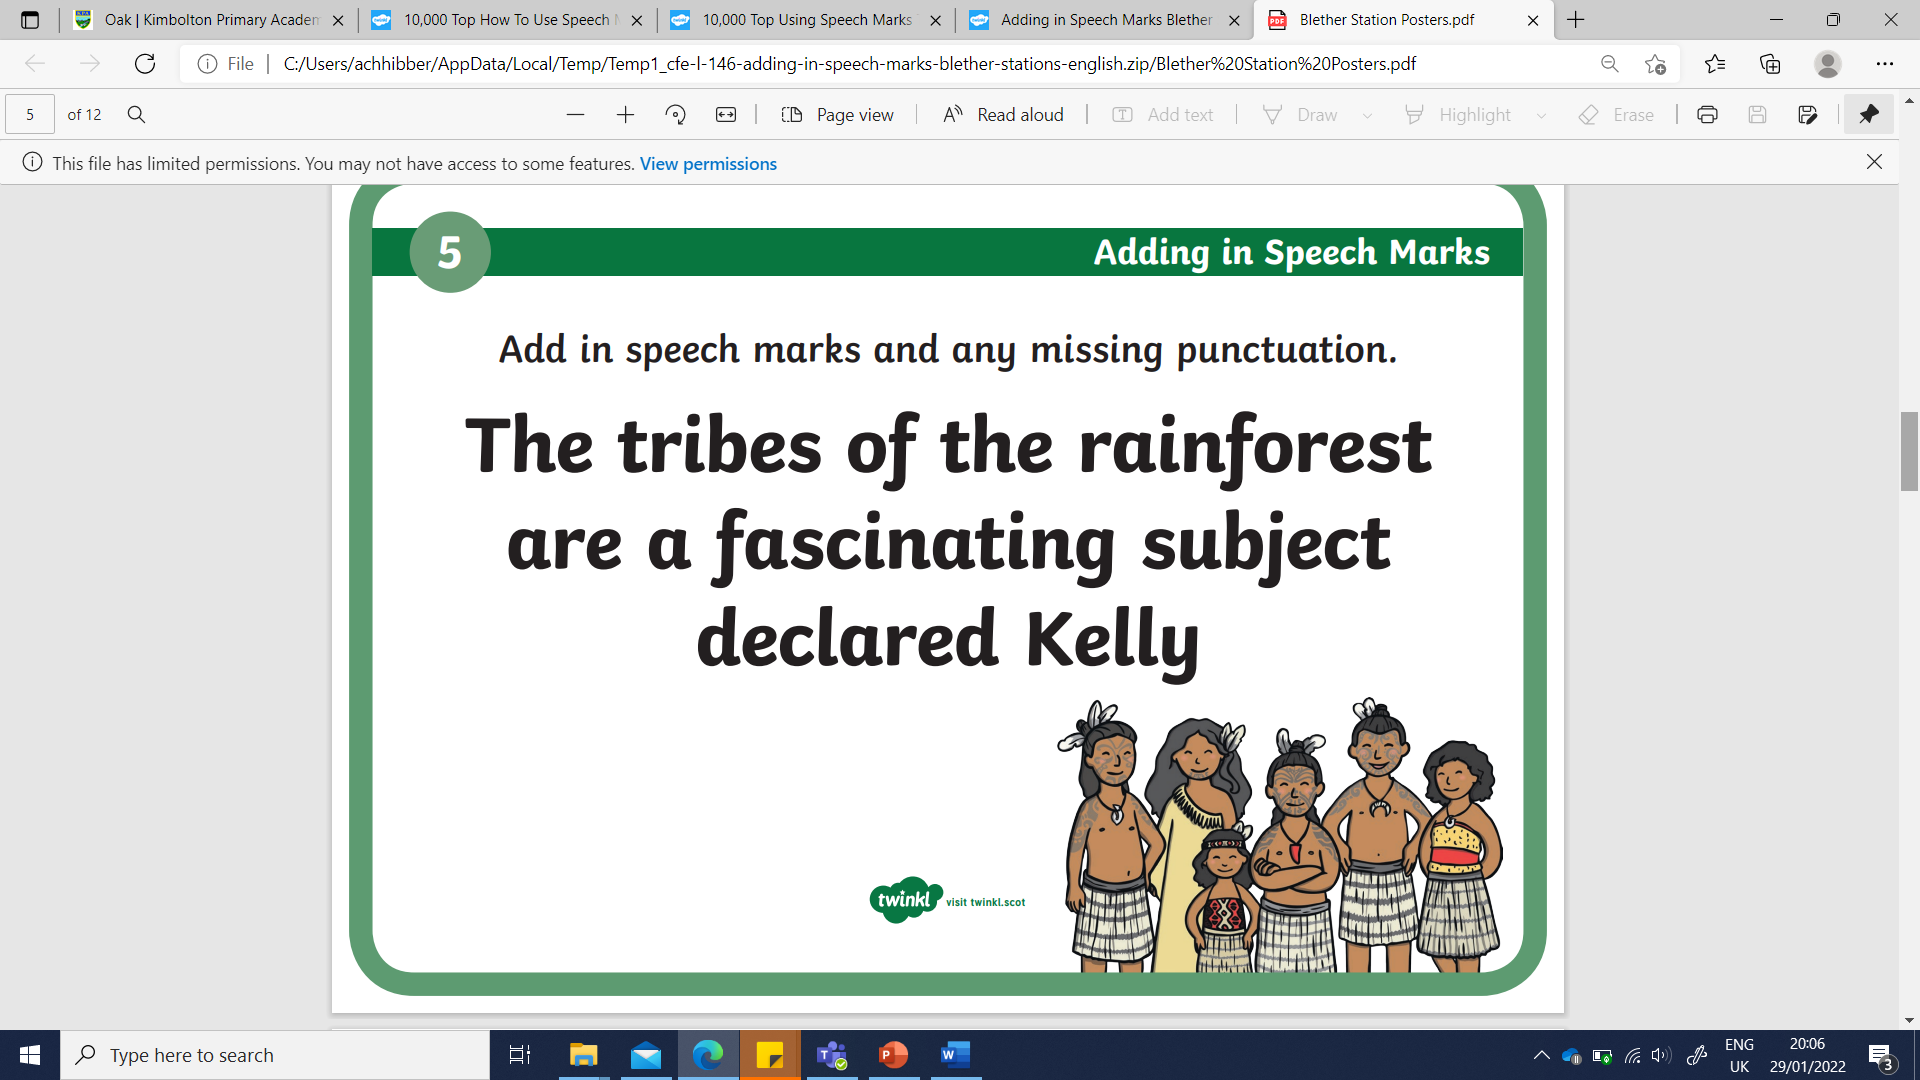 Oak | Kimbolton Primary Academ
10,000 Top How To Use Speech M
10,000 Top Using Speech Marks
Adding in Speech Marks Blether
Blether Station Posters.pdf
File
C:/Users/achhibber/AppData/Local/Temp/Temp1_cfe-l-146-adding-in-speech-marks-blether-stations-english.zip/Blether%20Station%20Posters.pdf
5 of 12
Page view
Read aloud
Add text
Draw
Highlight
Erase
This file has limited permissions. You may not have access to some features. View permissions
5
Adding in Speech Marks
Add in speech marks and any missing punctuation.
The tribes of the rainforest
are a fascinating subject
declared Kelly
twinkl visit twinkl.scot
Type here to search
ENG
UK
20:06
29/01/2022
3